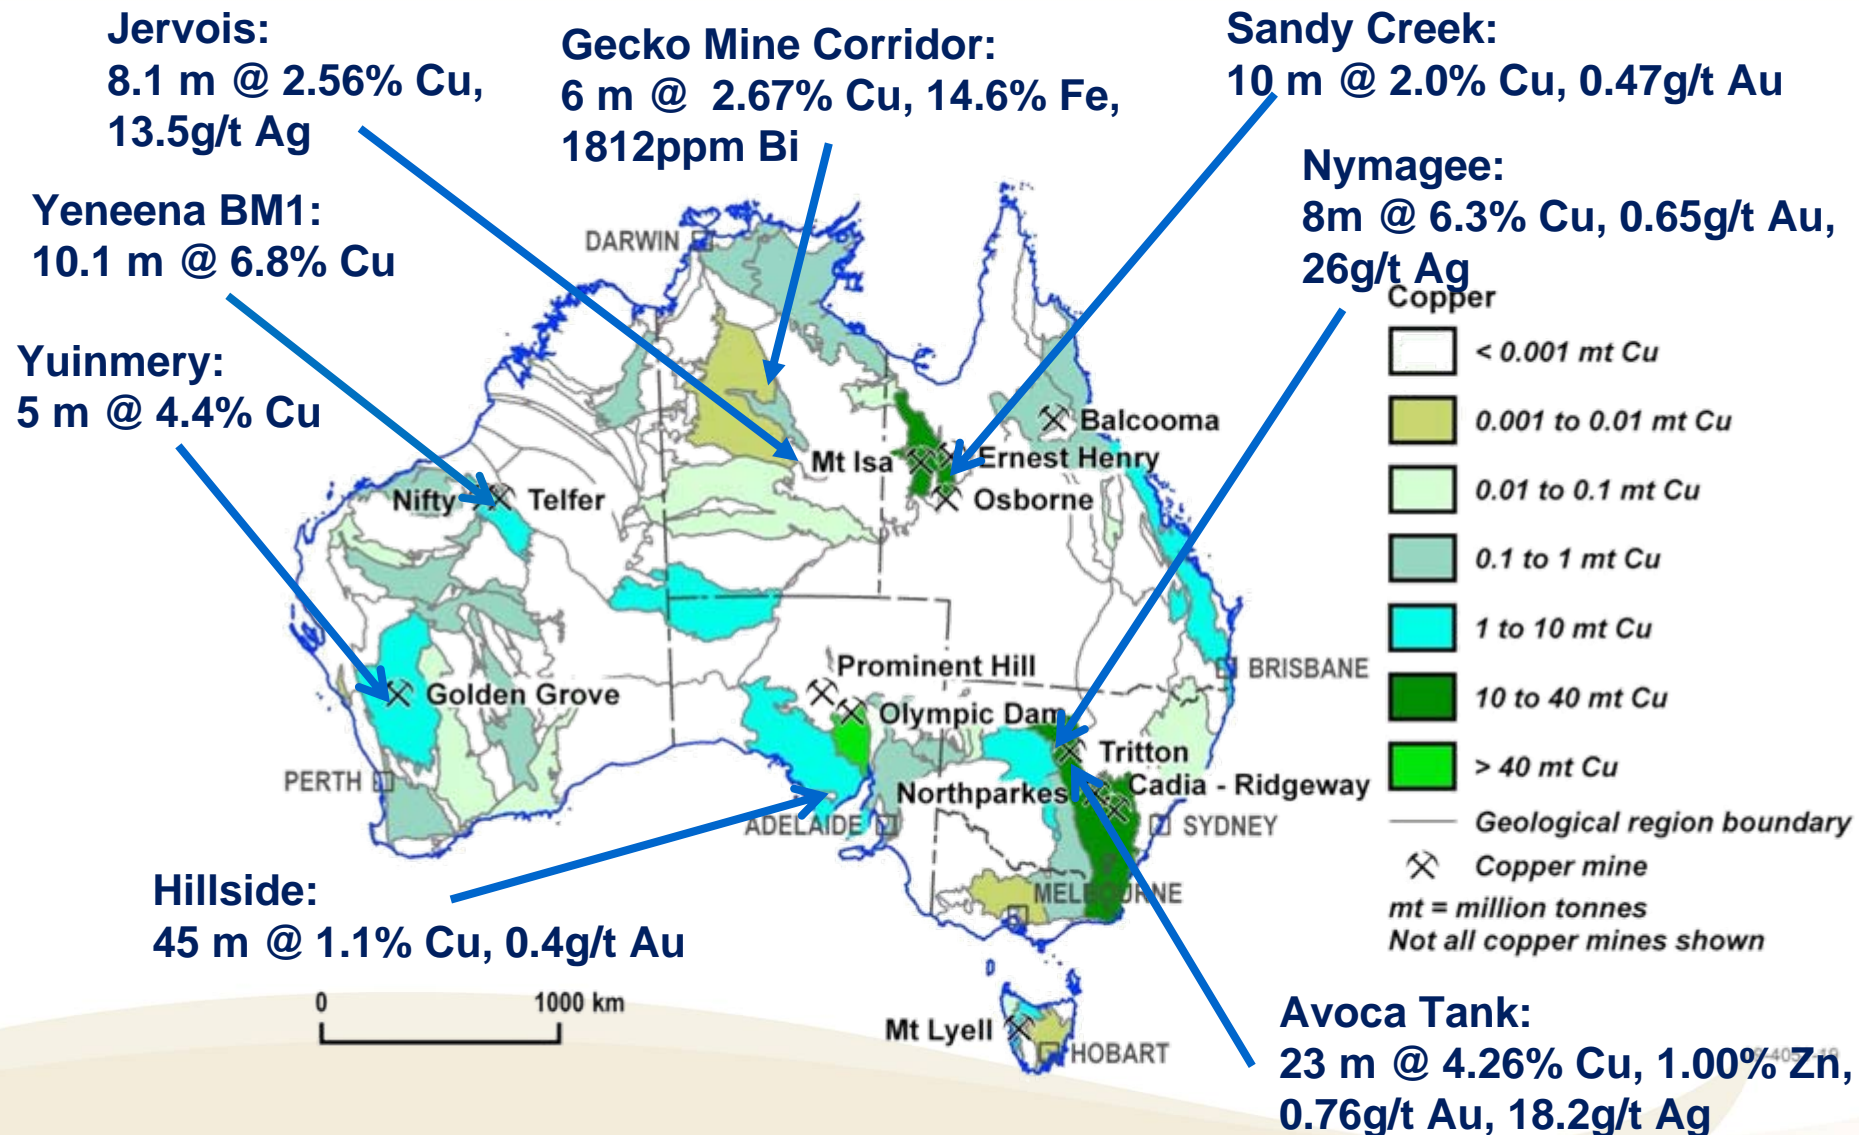 Jervois:
8.1 m @ 2.56% Cu,
13.5g/t Ag
Gecko Mine Corridor:
6 m @ 2.67% Cu, 14.6% Fe,
1812ppm Bi
Sandy Creek:
10 m @ 2.0% Cu, 0.47g/t Au
Nymagee:
8m @ 6.3% Cu, 0.65g/t Au,
26g/t Ag
Yeneena BM1:
10.1 m @ 6.8% Cu
Yuinmery:
5 m @ 4.4% Cu
DARWIN
Balcooma
Mt Isa
Ernest Henry
Osborne
Nifty
Telfer
Prominent Hill
BRISBANE
Golden Grove
Olympic Dam
Tritton
PERTH
Northparkes
Cadia - Ridgeway
ADELAIDE
SYDNEY
MELBOURNE
Mt Lyell
HOBART
Copper
< 0.001 mt Cu
0.001 to 0.01 mt Cu
0.01 to 0.1 mt Cu
0.1 to 1 mt Cu
1 to 10 mt Cu
10 to 40 mt Cu
> 40 mt Cu
Geological region boundary
Copper mine
mt = million tonnes
Not all copper mines shown
Hillside:
45 m @ 1.1% Cu, 0.4g/t Au
0 1000 km
Avoca Tank:
23 m @ 4.26% Cu, 1.00% Zn,
0.76g/t Au, 18.2g/t Ag